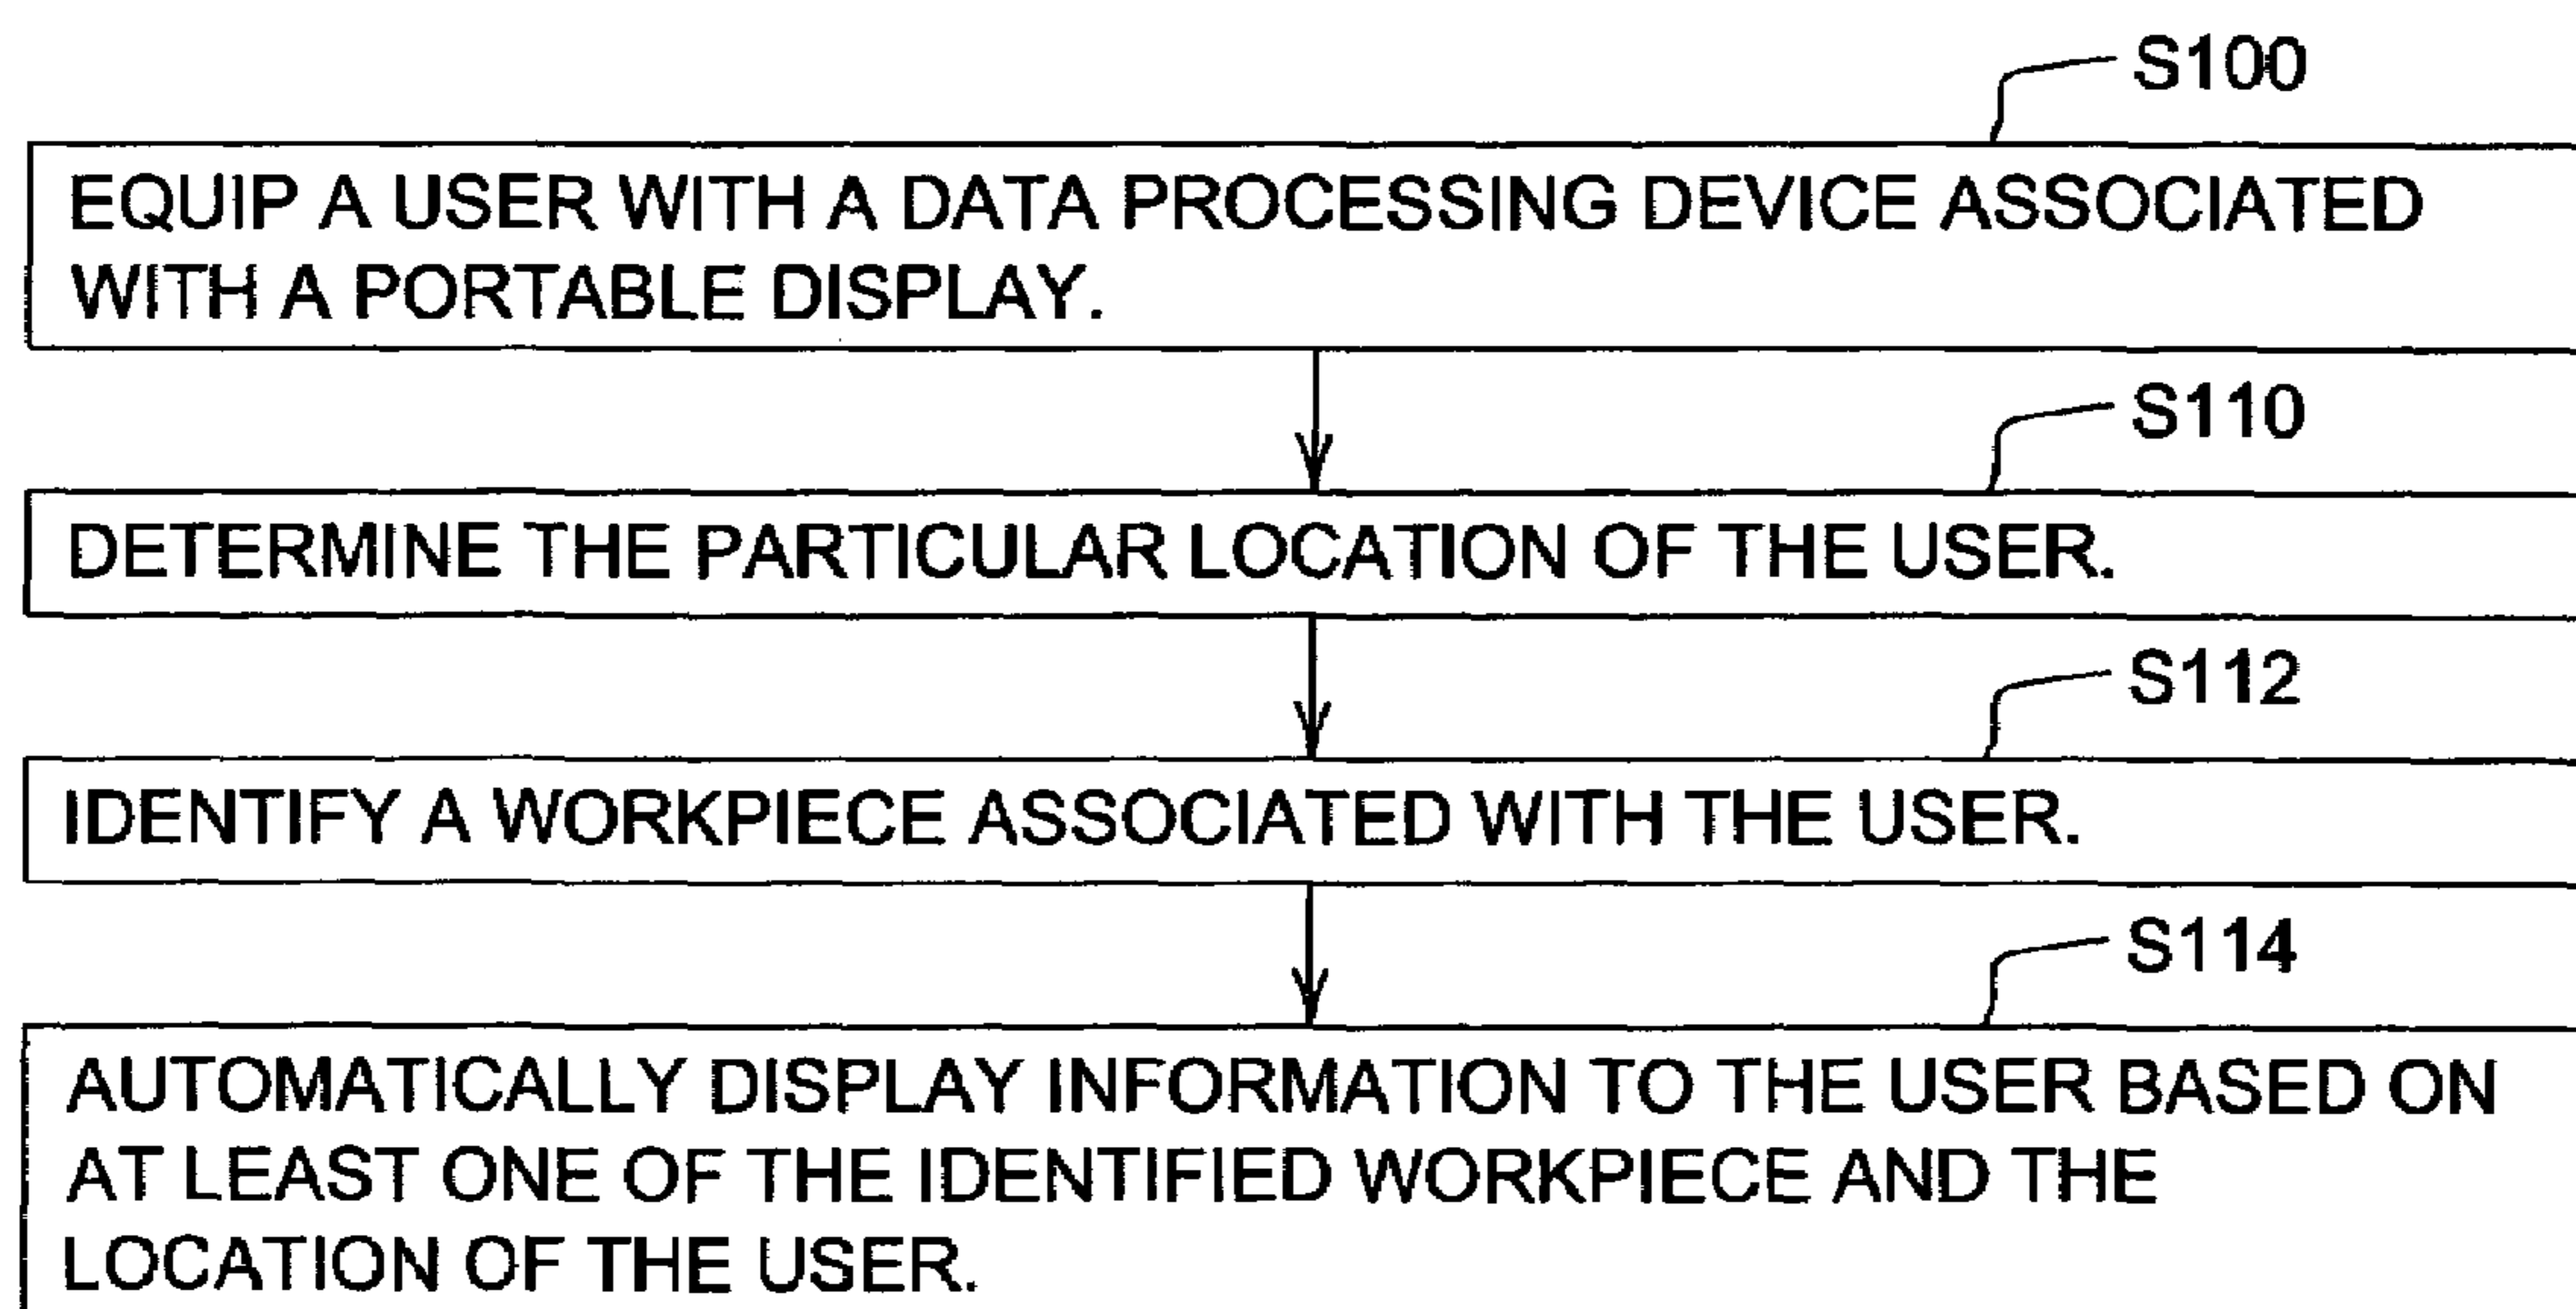 S100
EQUIP A USER WITH A DATA PROCESSING DEVICE ASSOCIATED
WITH A PORTABLE DISPLAY.
S110
DETERMINE THE PARTICULAR LOCATION OF THE USER.
S112
IDENTIFY A WORKPIECE ASSOCIATED WITH THE USER.
S114
AUTOMATICALLY DISPLAY INFORMATION TO THE USER BASED ON
AT LEAST ONE OF THE IDENTIFIED WORKPIECE AND THE
LOCATION OF THE USER.